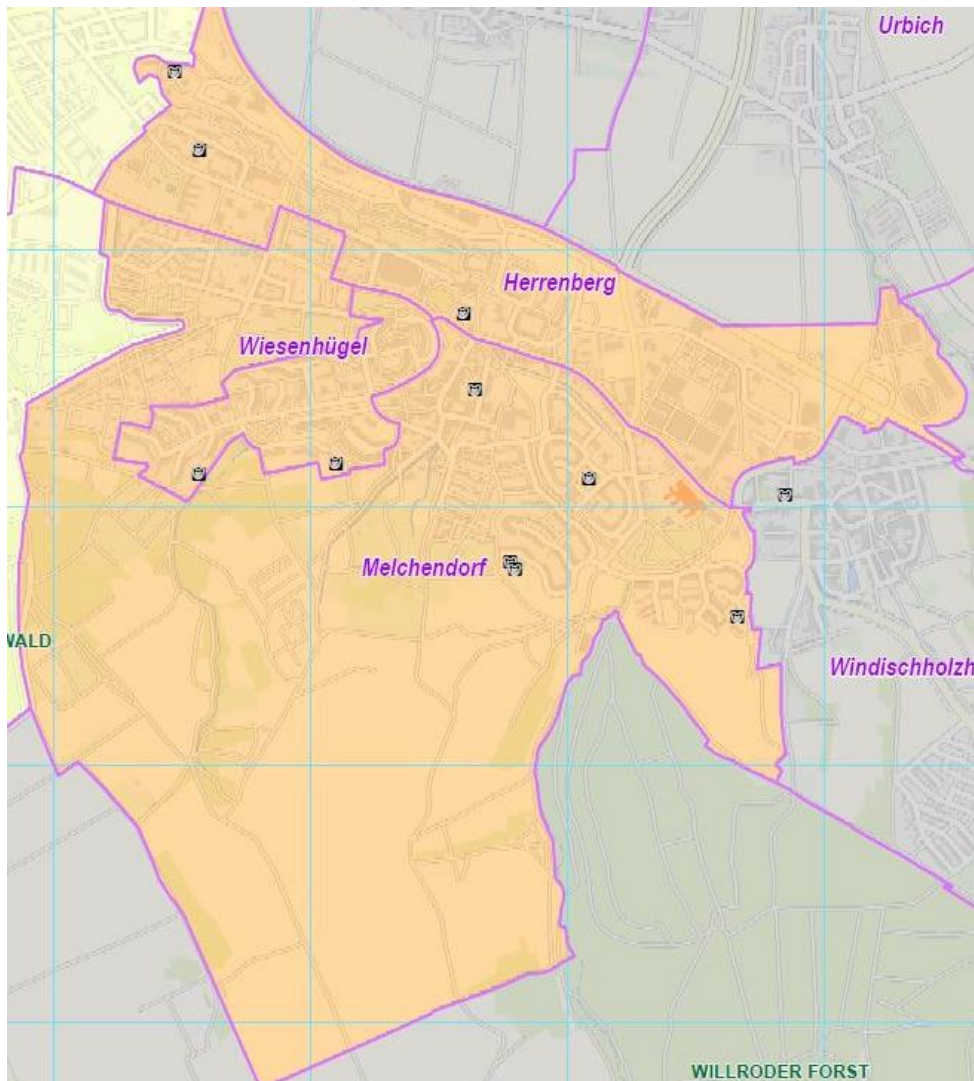 Urbich
Herrenberg
Wiesenhügel
Melchendorf
WALD
Windischholzh
WILLRODER FORST